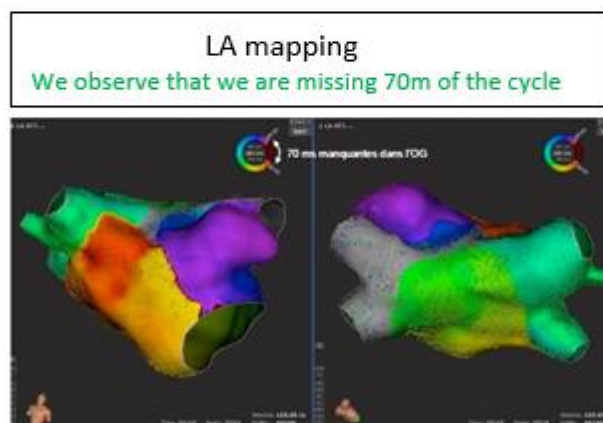 LA mapping
We observe that we are missing 70m of the cycle
70 ms manquantes dans l'OG